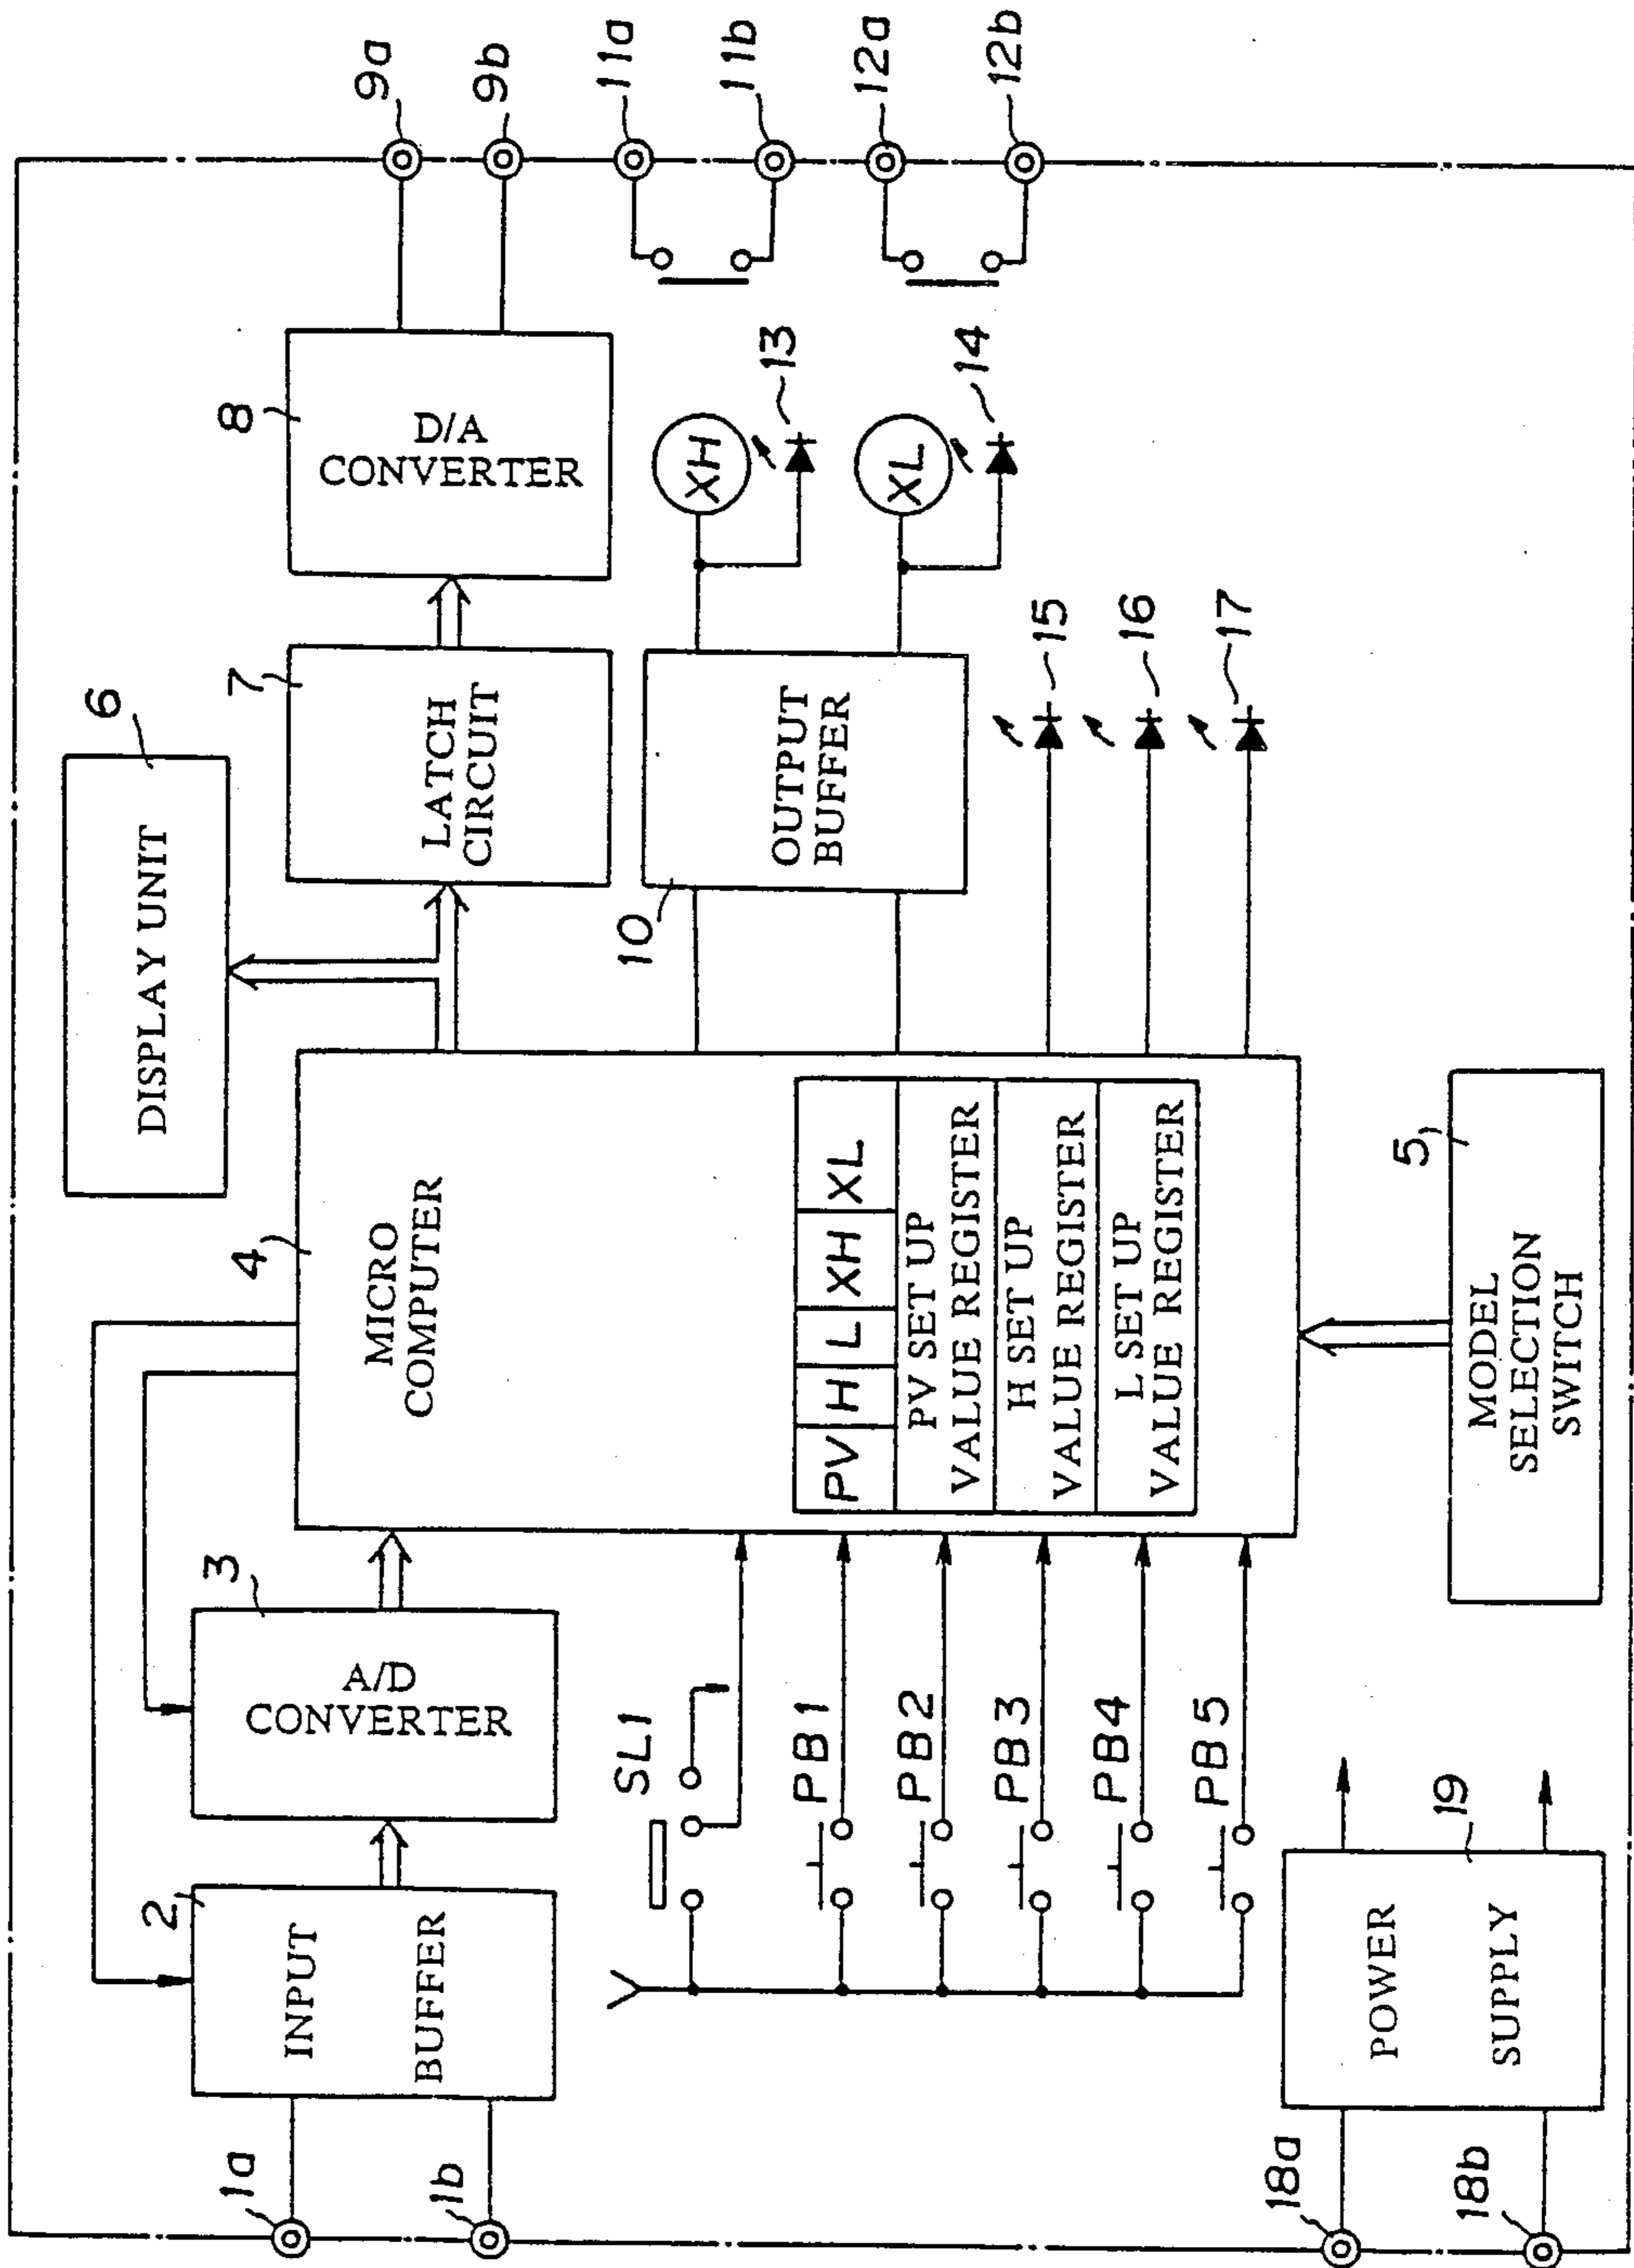 1a
1b
2
INPUT
BUFFER
3
A/D
CONVERTER
4
MICRO
COMPUTER
PV H L XH XL
PV SET UP
VALUE REGISTER
H SET UP
VALUE REGISTER
L SET UP
VALUE REGISTER
6
DISPLAY UNIT
7
LATCH
CIRCUIT
8
D/A
CONVERTER
9a
9b
10
OUTPUT
BUFFER
XH
13
XL
14
11a
11b
12a
12b
15
16
17
SL1
PB1
PB2
PB3
PB4
PB5
5
MODEL
SELECTION
SWITCH
18a
18b
19
POWER
SUPPLY